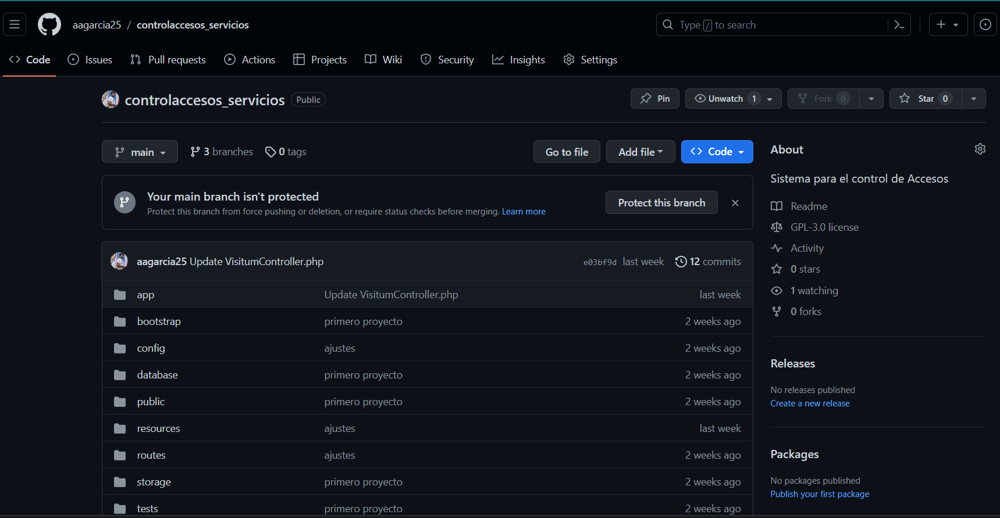 aagarcia25 / controlaccesos_servicios
Type / to search
Code Issues Pull requests Actions Projects Wiki Security Insights Settings
controlaccesos_servicios Public
Pin Unwatch 1 Fork 0 Star 0
main 3 branches 0 tags Go to file Add file Code
Your main branch isn't protected
Protect this branch from force pushing or deletion, or require status checks before merging. Learn more
Protect this branch
aagarcia25 Update VisitumController.php e03bf9d last week 12 commits
app Update VisitumController.php last week
bootstrap primero proyecto 2 weeks ago
config ajustes 2 weeks ago
database primero proyecto 2 weeks ago
public primero proyecto 2 weeks ago
resources ajustes last week
routes ajustes 2 weeks ago
storage primero proyecto 2 weeks ago
tests primero proyecto 2 weeks ago
About
Sistema para el control de Accesos
Readme
GPL-3.0 license
Activity
0 stars
1 watching
0 forks
Releases
No releases published
Create a new release
Packages
No packages published
Publish your first package